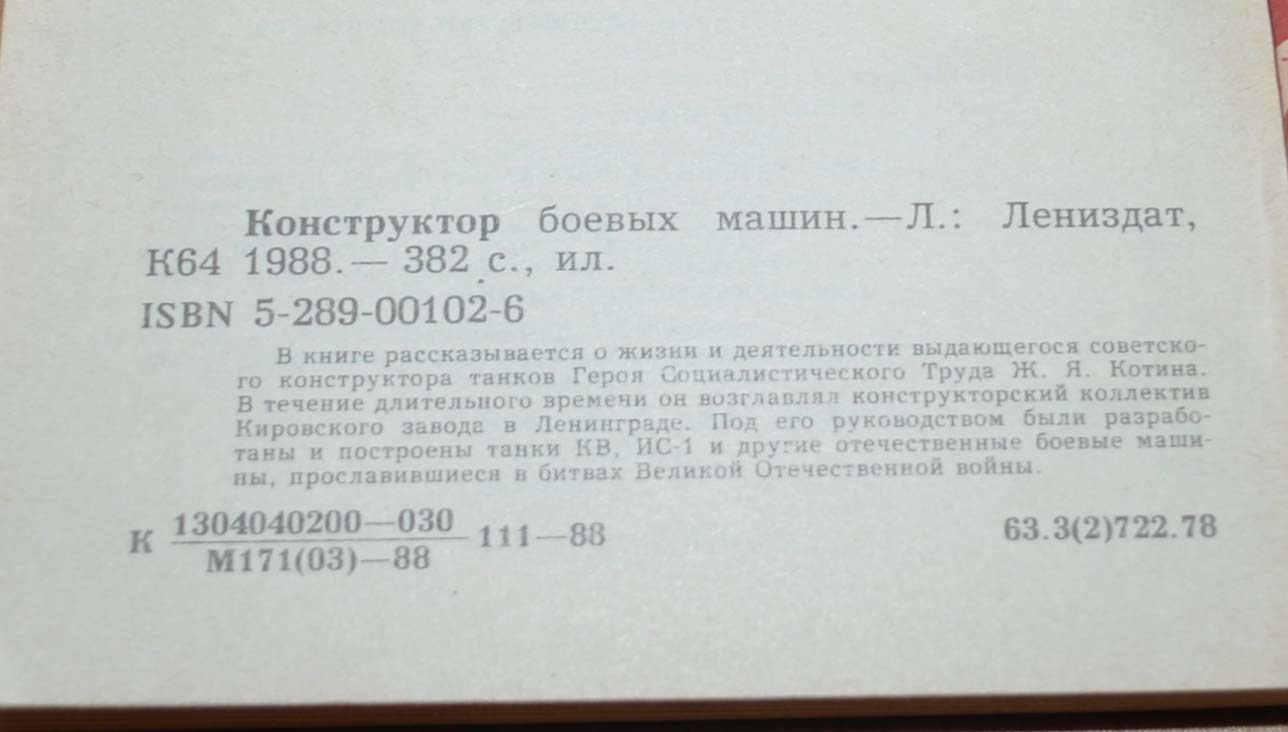 Конструктор боевых машин.—Л.: Лениздат,
К64 1988.— 382 с., ил.
ISBN 5-289-00102-6
В книге рассказывается о жизни и деятельности выдающегося советско-
го конструктора танков Героя Социалистического Труда Ж. Я. Котина.
В течение длительного времени он возглавлял конструкторский коллектив
Кировского завода в Ленинграде. Под его руководством были разрабо-
таны и построены танки КВ, ИС-1 и другие отечественные боевые маши-
ны, прославившиеся в битвах Великой Отечественной войны.
1304040200—030
К 111—88 63.3(2)722.78
М171(03)—88